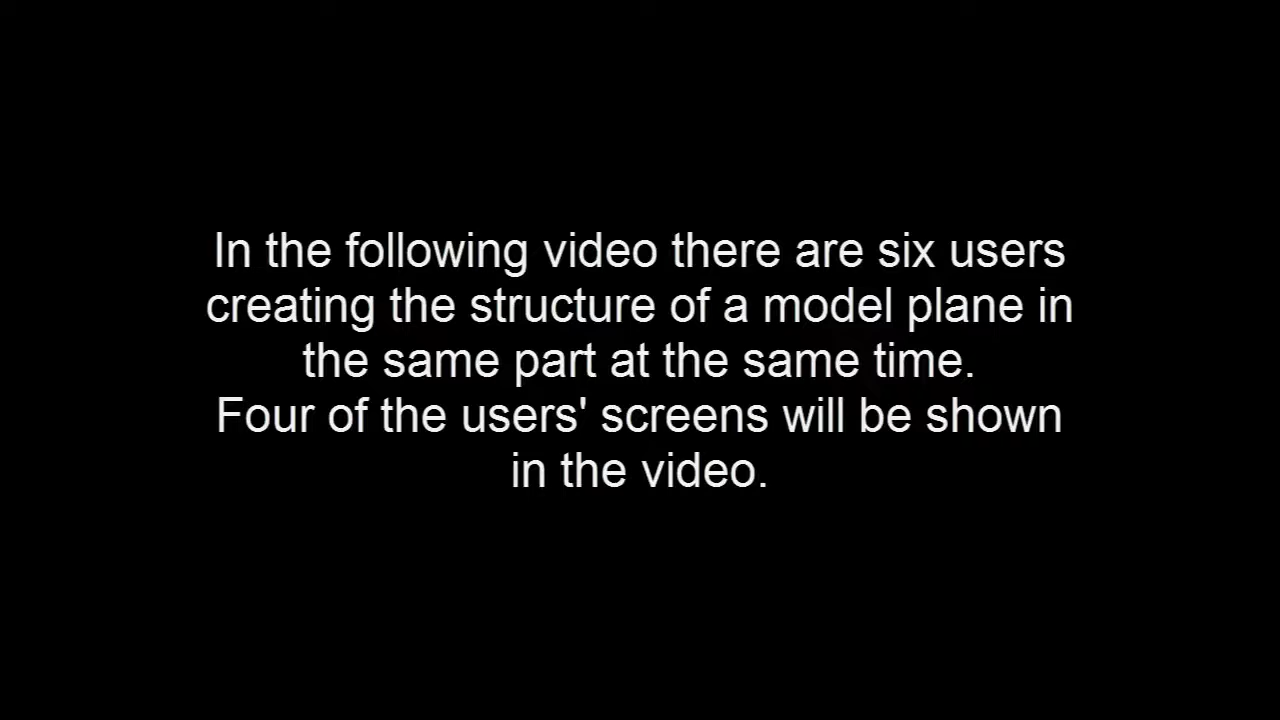 In the following video there are six users
creating the structure of a model plane in
the same part at the same time.
Four of the users' screens will be shown
in the video.